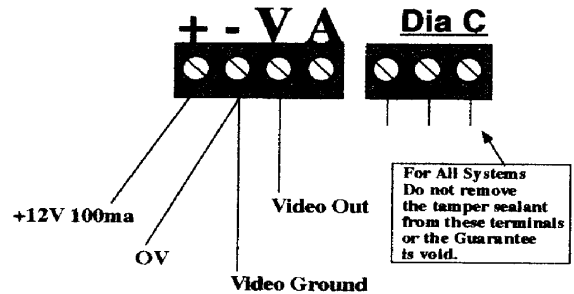 + - V A
Dia C
+12V 100ma
OV
Video Ground
Video Out
For All Systems
Do not remove
the tamper sealant
from these terminals
or the Guarantee
is void.